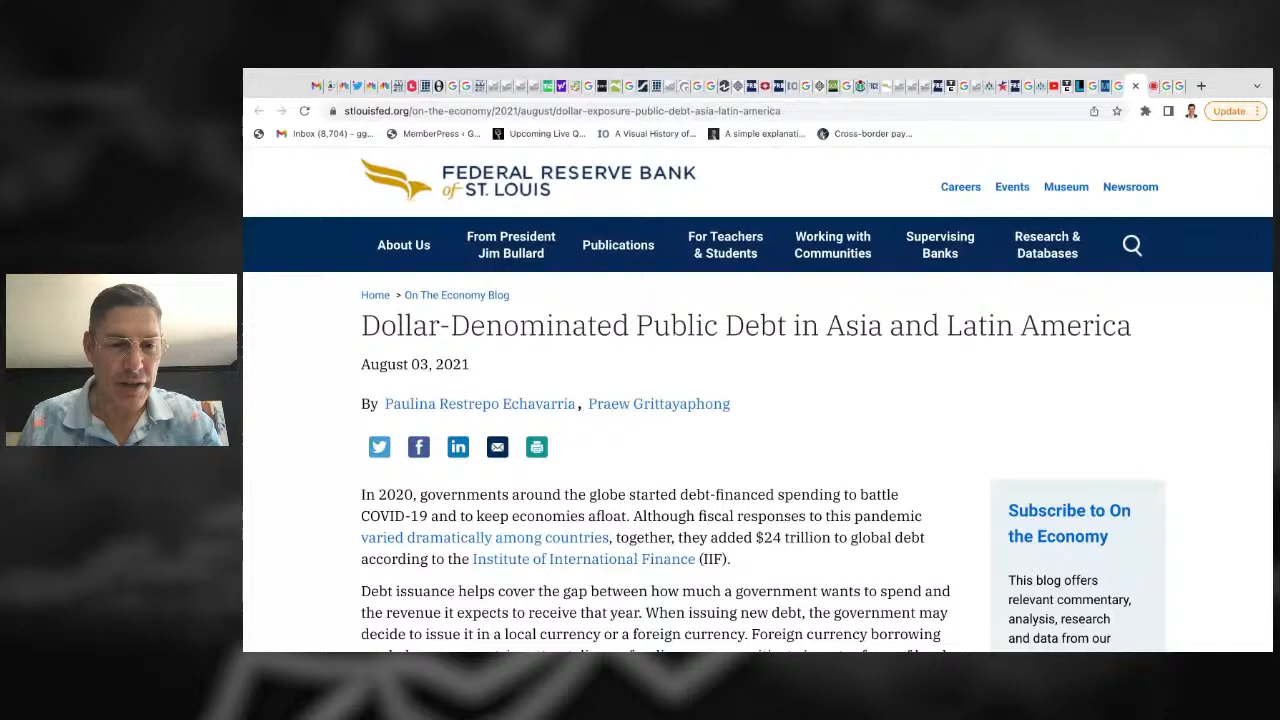 stlouisfed.org/on-the-economy/2021/august/dollar-exposure-public-debt-asia-latin-america
Update
Inbox (8,704) - gg...
MemberPress ‹ G...
Upcoming Live Q...
IO A Visual History of...
A simple explanati...
Cross-border pay...
FEDERAL RESERVE BANK
of ST. LOUIS
Careers
Events
Museum
Newsroom
About Us
From President
Jim Bullard
Publications
For Teachers
& Students
Working with
Communities
Supervising
Banks
Research &
Databases
Home > On The Economy Blog
Dollar-Denominated Public Debt in Asia and Latin America
August 03, 2021
By Paulina Restrepo Echavarria , Praew Grittayaphong
In 2020, governments around the globe started debt-financed spending to battle
COVID-19 and to keep economies afloat. Although fiscal responses to this pandemic
varied dramatically among countries, together, they added $24 trillion to global debt
according to the Institute of International Finance (IIF).
Debt issuance helps cover the gap between how much a government wants to spend and
the revenue it expects to receive that year. When issuing new debt, the government may
decide to issue it in a local currency or a foreign currency. Foreign currency borrowing
Subscribe to On
the Economy
This blog offers
relevant commentary,
analysis, research
and data from our